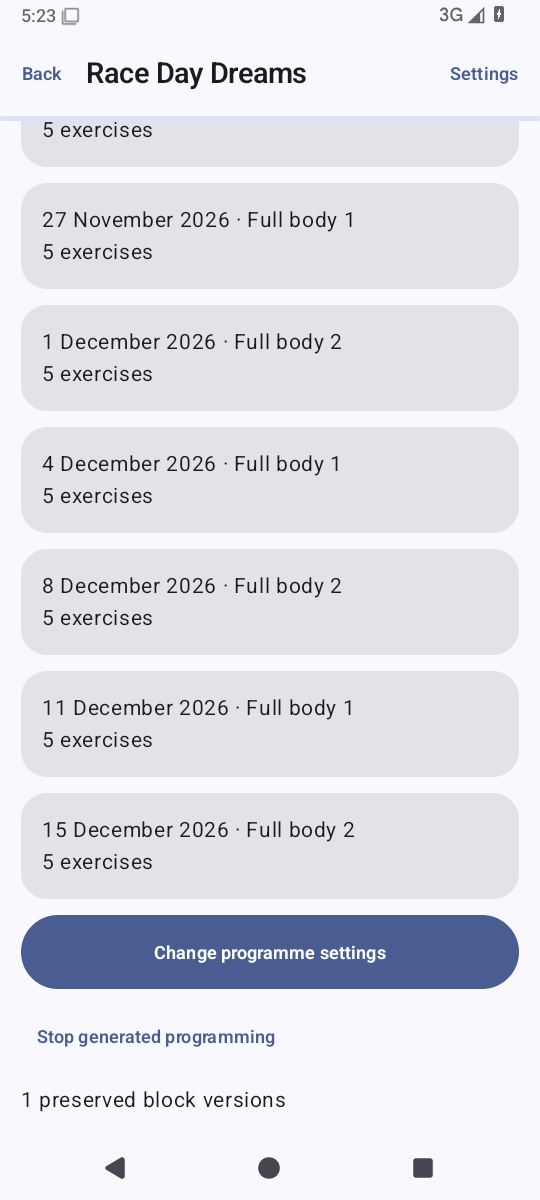 5:23
3G
Back
Race Day Dreams
Settings
5 exercises
27 November 2026 · Full body 1
5 exercises
1 December 2026 · Full body 2
5 exercises
4 December 2026 · Full body 1
5 exercises
8 December 2026 · Full body 2
5 exercises
11 December 2026 · Full body 1
5 exercises
15 December 2026 · Full body 2
5 exercises
Change programme settings
Stop generated programming
1 preserved block versions